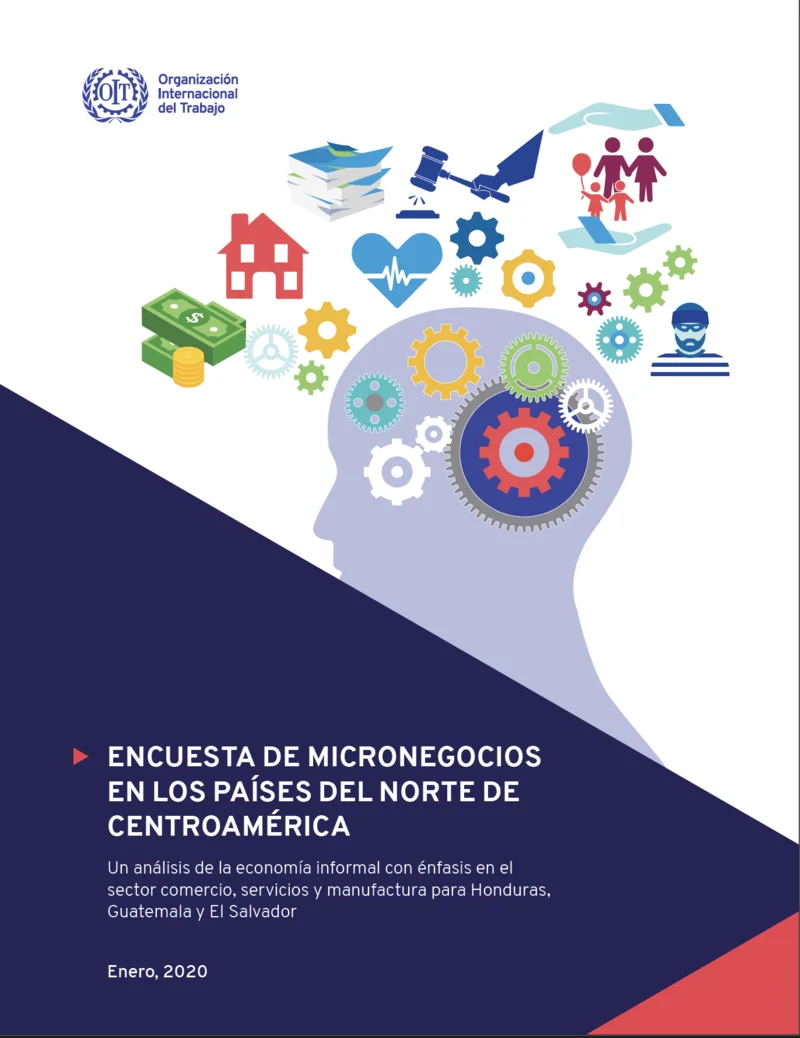 OIT
Organización
Internacional
del Trabajo
$
ENCUESTA DE MICRONEGOCIOS
EN LOS PAÍSES DEL NORTE DE
CENTROAMÉRICA
Un análisis de la economía informal con énfasis en el
sector comercio, servicios y manufactura para Honduras,
Guatemala y El Salvador
Enero, 2020